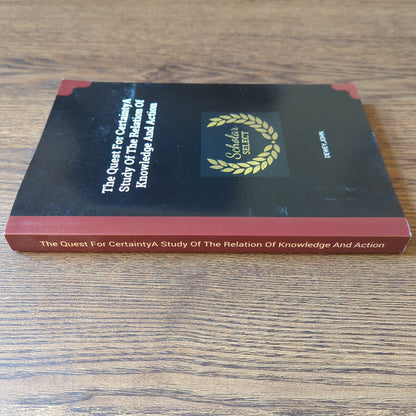 The Quest For CertaintyA
Study Of The Relation Of
Knowledge And Action
Scholar
SELECT
DEWEY, JOHN,
The Quest For CertaintyA Study Of The Relation Of Knowledge And Action